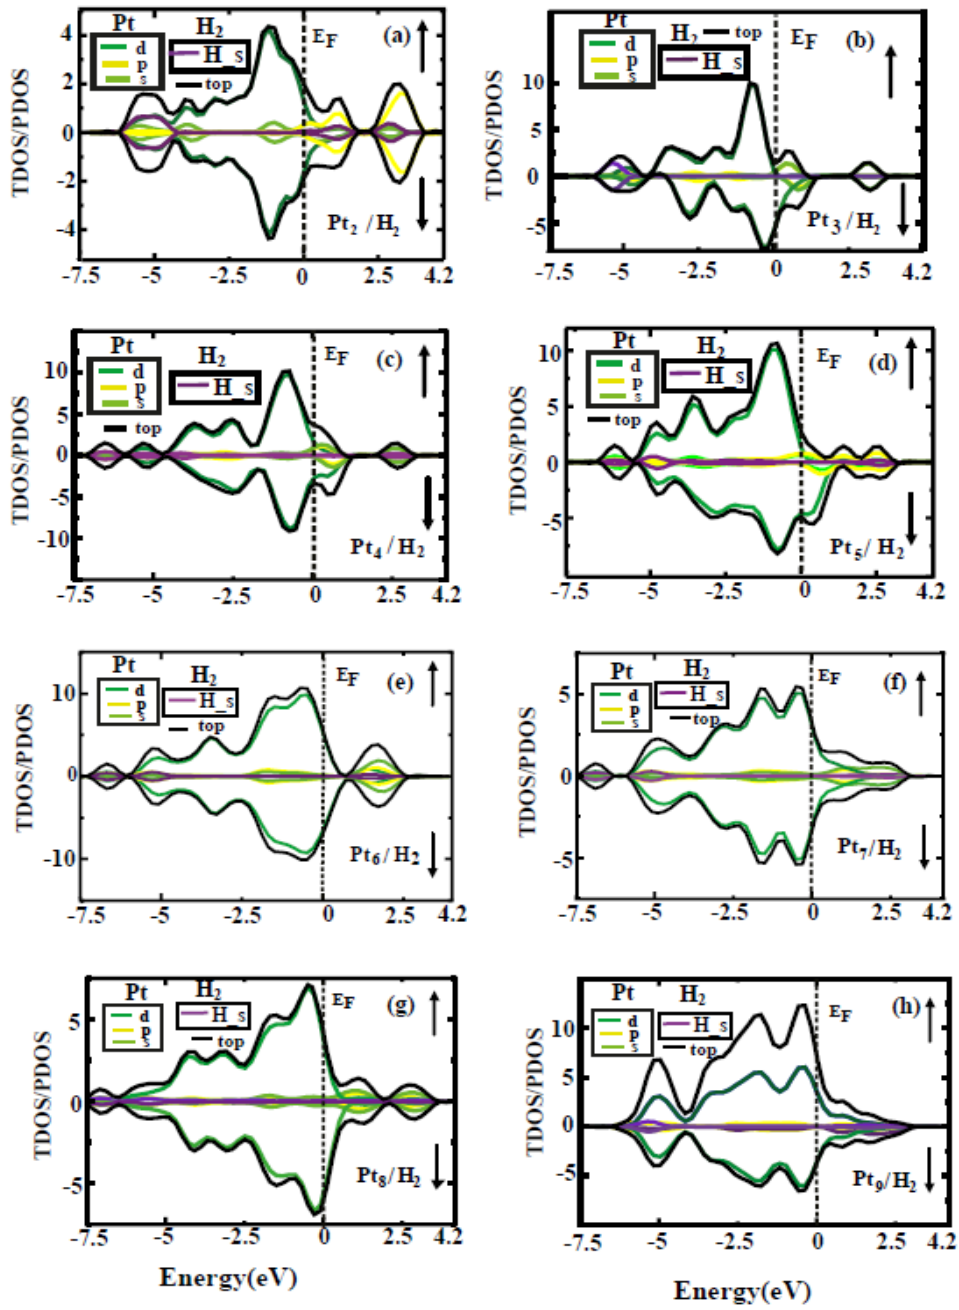 Pt H2 EF (a)
d H_s
p top
s
TDOS/PDOS
4
2
0
-2
-4
Pt2/H2
-7.5 -5 -2.5 0 2.5 4.2
Pt H2 top EF (b)
d H_s
p
s
TDOS/PDOS
10
5
0
-5
Pt3/H2
-7.5 -5 -2.5 0 2.5 4.2
Pt H2 EF (c)
d H_s
p
s
top
TDOS/PDOS
10
5
0
-5
-10
Pt4/H2
-7.5 -5 -2.5 0 2.5 4.2
Pt H2 EF (d)
d H_s
p
s
top
TDOS/PDOS
10
5
0
-5
Pt5/H2
-7.5 -5 -2.5 0 2.5 4.2
Pt H2 EF (e)
d H_s
p
s top
TDOS/PDOS
10
0
-10
Pt6/H2
-7.5 -5 -2.5 0 2.5 4.2
Pt H2 EF (f)
d H_s
p
s top
TDOS/PDOS
5
0
-5
Pt7/H2
-7.5 -5 -2.5 0 2.5 4.2
Pt H2 EF (g)
d H_s
p
s top
TDOS/PDOS
5
0
-5
Pt8/H2
-7.5 -5 -2.5 0 2.5 4.2
Energy(eV)
Pt H2 EF (h)
d H_s
p
s top
TDOS/PDOS
10
5
0
-5
Pt9/H2
-7.5 -5 -2.5 0 2.5 4.2
Energy(eV)